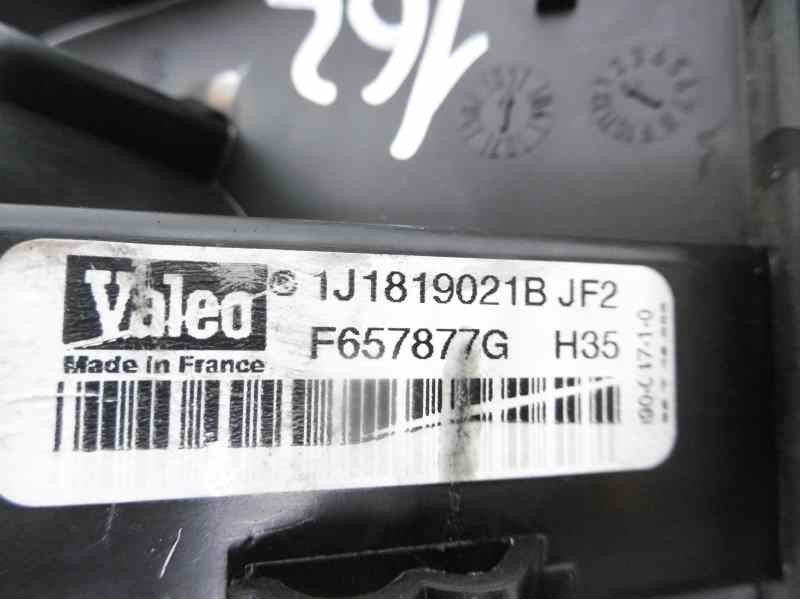 162
Valeo ® 1J1819021B JF2
F657877G H35
Made in France